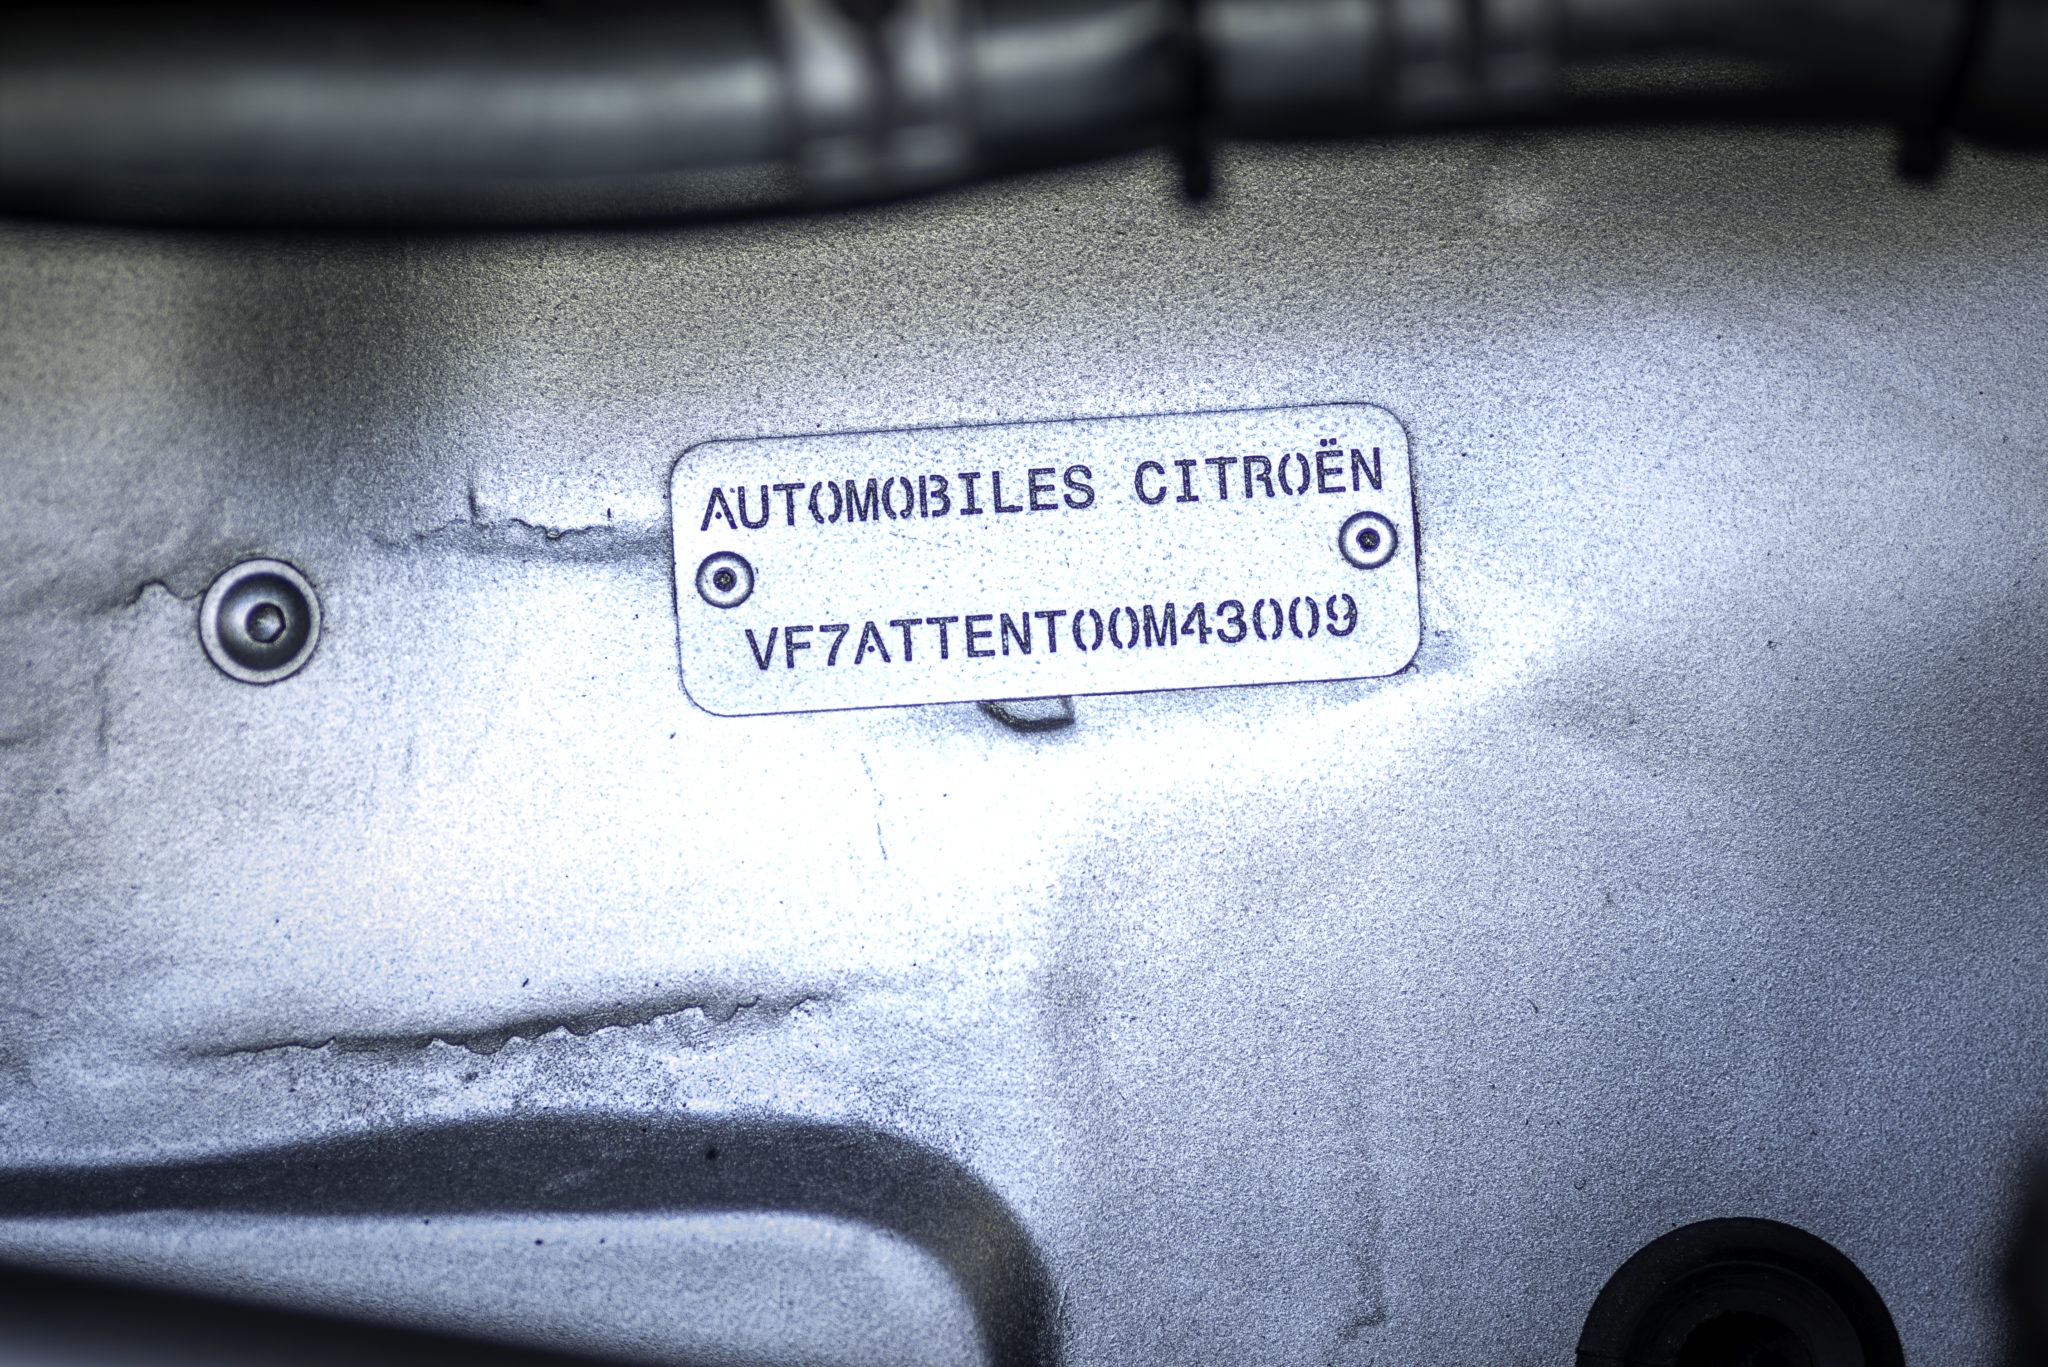 AUTOMOBILES CITROËN
VF7ATTENT00M43009